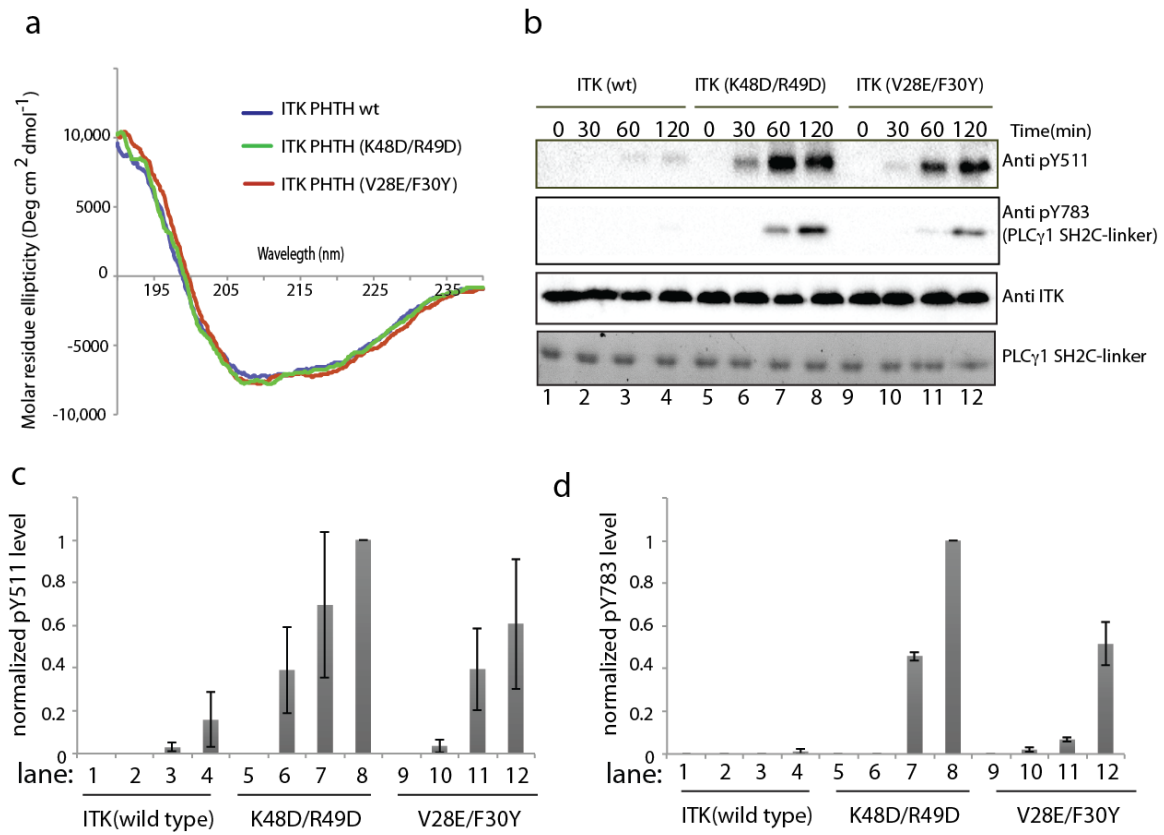 a
ITK PHTH wt
ITK PHTH (K48D/R49D)
ITK PHTH (V28E/F30Y)
Molar residue ellipticity (Deg cm 2 dmol-1)
10,000
5000
0
-5000
-10,000
Wavelegth (nm)
195 205 215 225 235
b
ITK (wt) ITK (K48D/R49D) ITK (V28E/F30Y)
0 30 60 120 0 30 60 120 0 30 60 120 Time(min)
Anti pY511
Anti pY783
(PLCγ1 SH2C-linker)
Anti ITK
PLCγ1 SH2C-linker
1 2 3 4 5 6 7 8 9 10 11 12
c
normalized pY511 level
1
0.8
0.6
0.4
0.2
0
lane: 1 2 3 4 5 6 7 8 9 10 11 12
ITK(wild type) K48D/R49D V28E/F30Y
d
normalized pY783 level
1
0.8
0.6
0.4
0.2
0
lane: 1 2 3 4 5 6 7 8 9 10 11 12
ITK(wild type) K48D/R49D V28E/F30Y